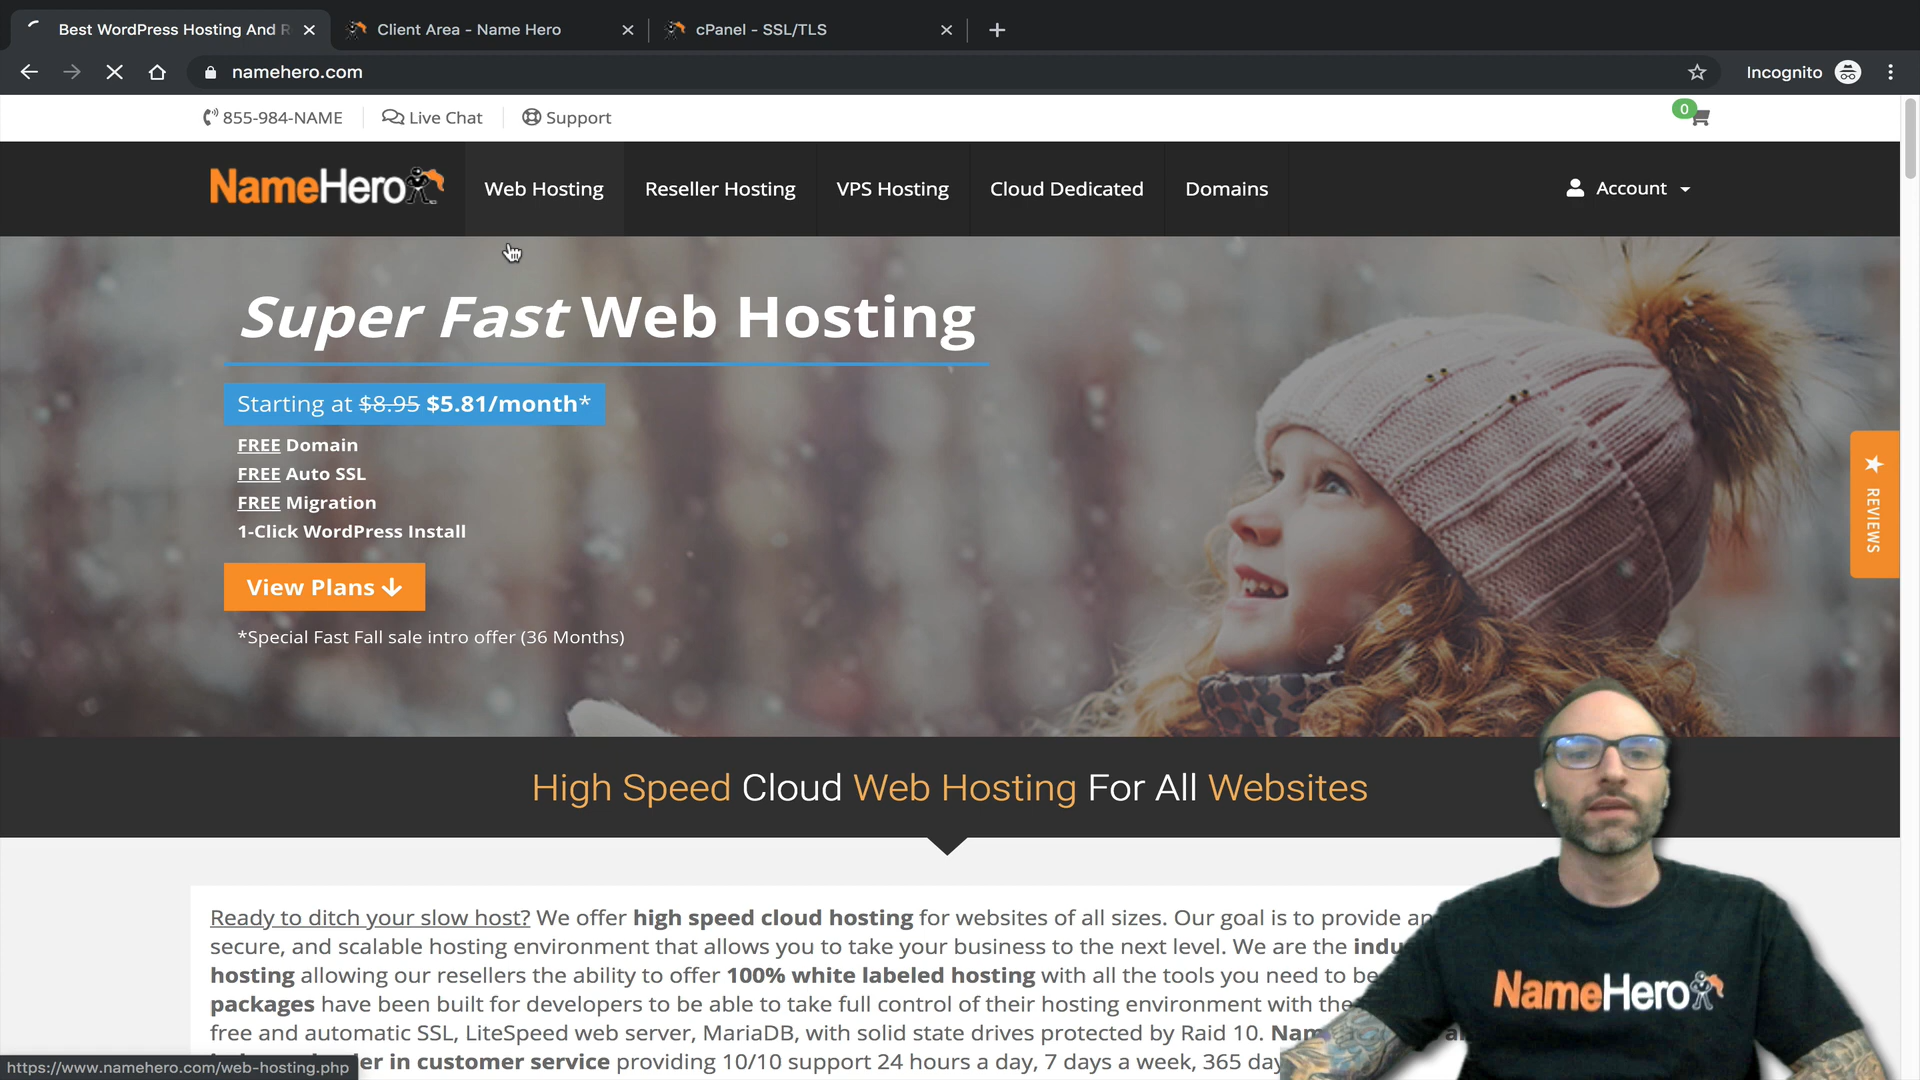 Best WordPress Hosting And R
Client Area - Name Hero
cPanel - SSL/TLS
namehero.com
Incognito
855-984-NAME
Live Chat
Support
0
NameHero
Web Hosting
Reseller Hosting
VPS Hosting
Cloud Dedicated
Domains
Account
Super Fast Web Hosting
Starting at $8.95 $5.81/month*
FREE Domain
FREE Auto SSL
FREE Migration
1-Click WordPress Install
View Plans
*Special Fast Fall sale intro offer (36 Months)
REVIEWS
High Speed Cloud Web Hosting For All Websites
Ready to ditch your slow host? We offer high speed cloud hosting for websites of all sizes. Our goal is to provide an
secure, and scalable hosting environment that allows you to take your business to the next level. We are the indu
hosting allowing our resellers the ability to offer 100% white labeled hosting with all the tools you need to be
packages have been built for developers to be able to take full control of their hosting environment with the
free and automatic SSL, LiteSpeed web server, MariaDB, with solid state drives protected by Raid 10. Nam
er in customer service providing 10/10 support 24 hours a day, 7 days a week, 365 day
https://www.namehero.com/web-hosting.php
NameHero